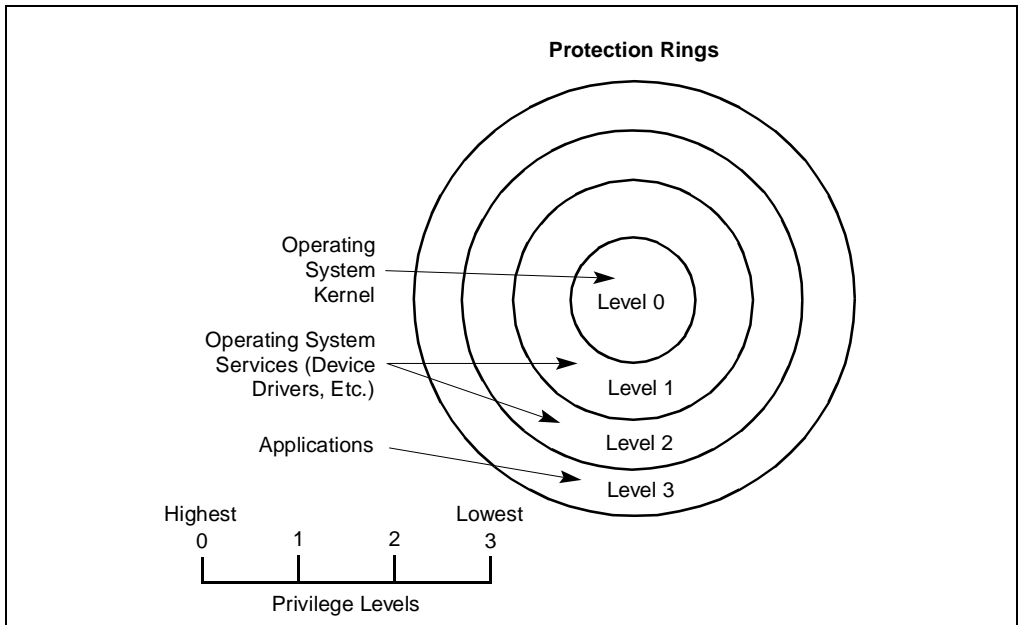 Protection Rings
Operating
System
Kernel
Level 0
Operating System
Services (Device
Drivers, Etc.)
Level 1
Level 2
Applications
Level 3
Highest
Lowest
0
1
2
3
Privilege Levels